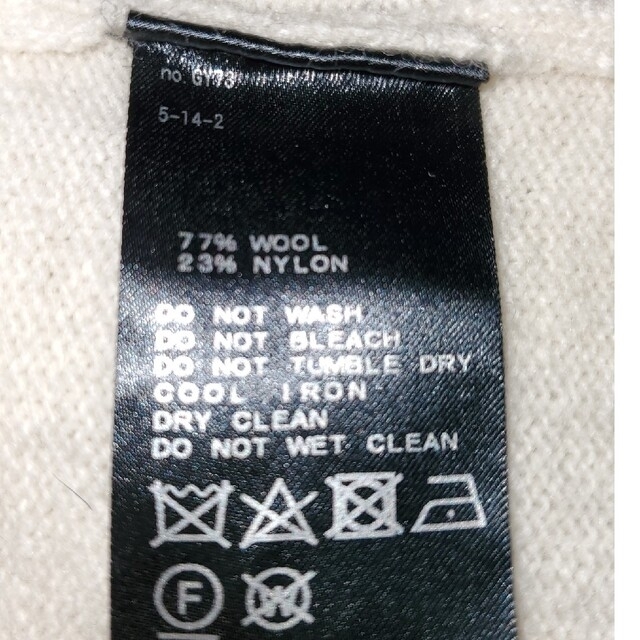 no G173
5-14-2
77% WOOL
23% NYLON
DO NOT WASH
DO NOT BLEACH
DO NOT TUMBLE DRY
COOL IRON
DRY CLEAN
DO NOT WET CLEAN
F W